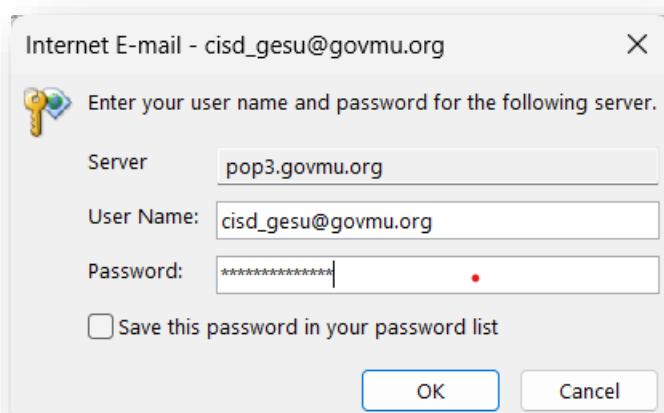 Internet E-mail - cisd_gesu@govmu.org
Enter your user name and password for the following server.
Server pop3.govmu.org
User Name: cisd_gesu@govmu.org
Password: **************
Save this password in your password list
OK Cancel